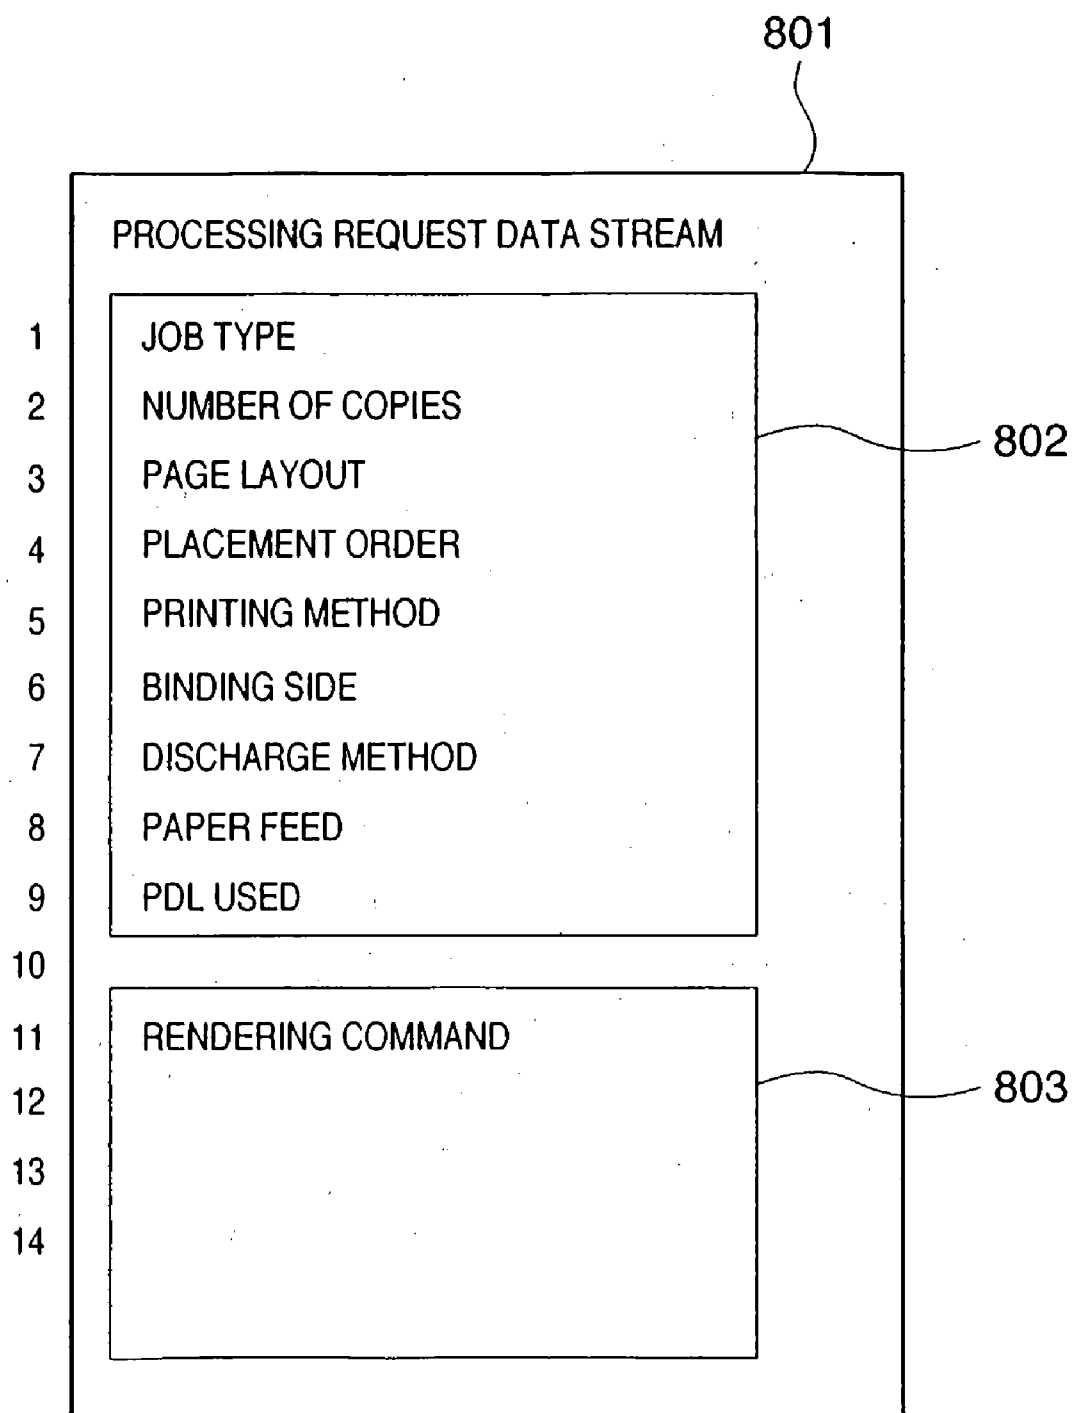 801
PROCESSING REQUEST DATA STREAM
1 JOB TYPE
2 NUMBER OF COPIES
802
3 PAGE LAYOUT
4 PLACEMENT ORDER
5 PRINTING METHOD
6 BINDING SIDE
7 DISCHARGE METHOD
8 PAPER FEED
9 PDL USED
10
11 RENDERING COMMAND
803
12
13
14